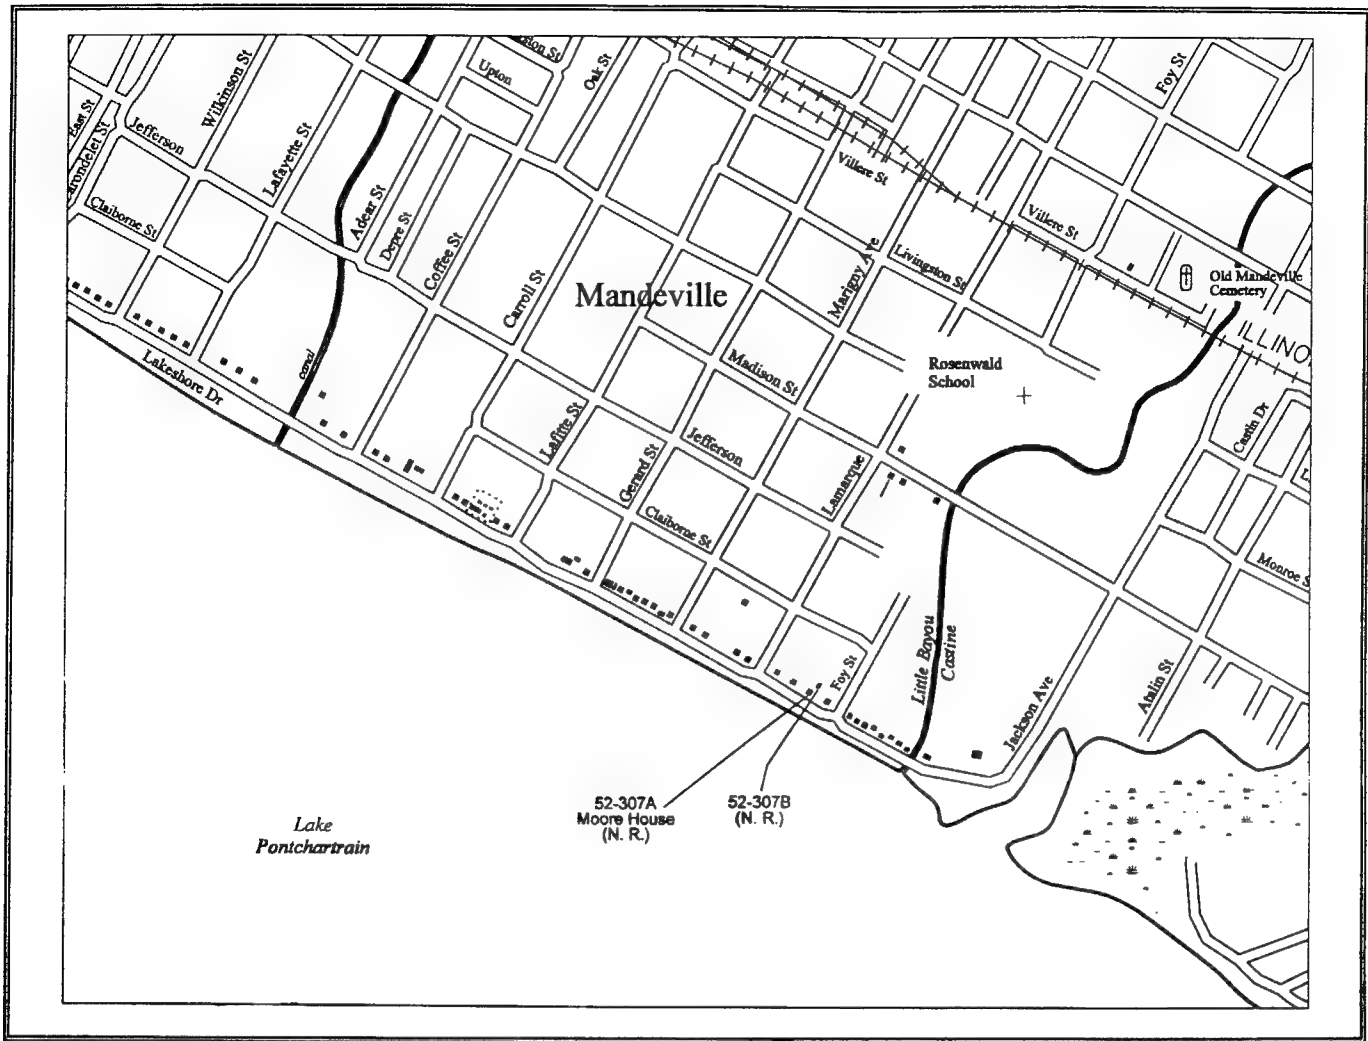 Upton
Oak St
Foy St
Wilkinson St
East St
Jefferson
Lafayette St
Villere St
Claiborne St
Adear St
Depre St
Coffee St
Villere St
Livingston St
Marigny Ave
Old Mandeville
Cemetery
Carroll St
Mandeville
ILLINO
canal
Lakeshore Dr
Madison St
Rosenwald
School
Castin Dr
Lafitte St
Jefferson
Gerard St
Lamarque
Claiborne St
Monroe S
Little Bayou
Castine
Foy St
Atalin St
Jackson Ave
52-307A
Moore House
(N. R.)
52-307B
(N. R.)
Lake
Pontchartrain